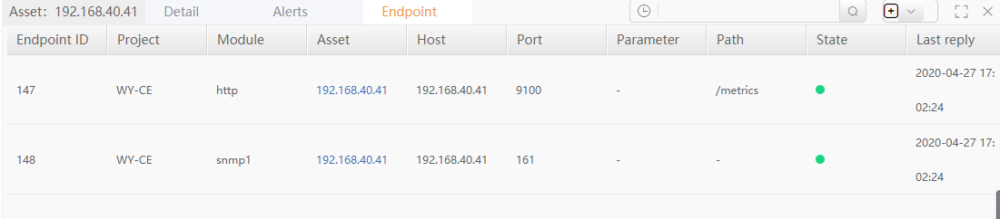 Asset: 192.168.40.41 Detail Alerts Endpoint
Endpoint ID Project Module Asset Host Port Parameter Path State Last reply
147 WY-CE http 192.168.40.41 192.168.40.41 9100 - /metrics 2020-04-27 17:
02:24
148 WY-CE snmp1 192.168.40.41 192.168.40.41 161 - - 2020-04-27 17:
02:24